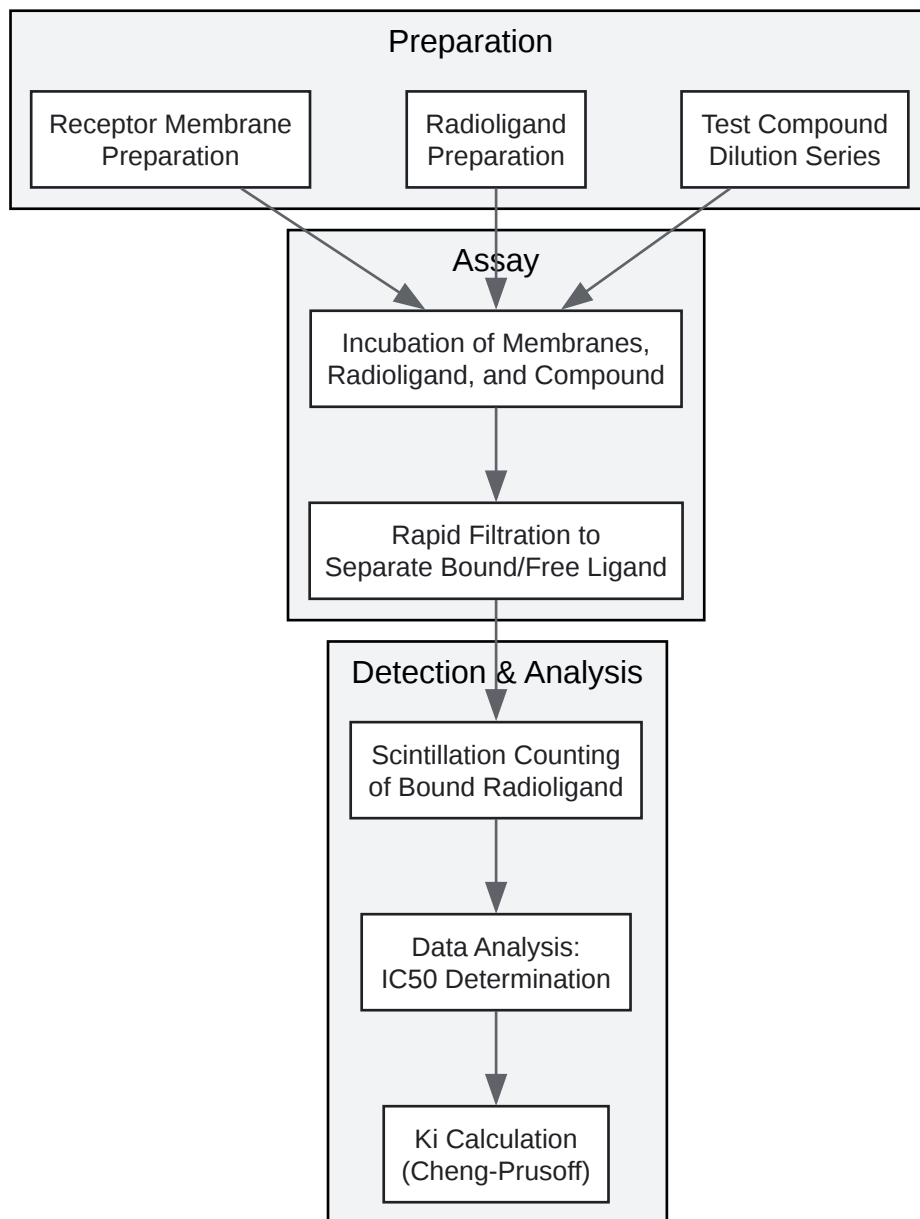 Preparation
Receptor Membrane
Preparation
Radioligand
Preparation
Test Compound
Dilution Series
Assay
Incubation of Membranes,
Radioligand, and Compound
Rapid Filtration to
Separate Bound/Free Ligand
Detection & Analysis
Scintillation Counting
of Bound Radioligand
Data Analysis:
IC50 Determination
Ki Calculation
(Cheng-Prusoff)